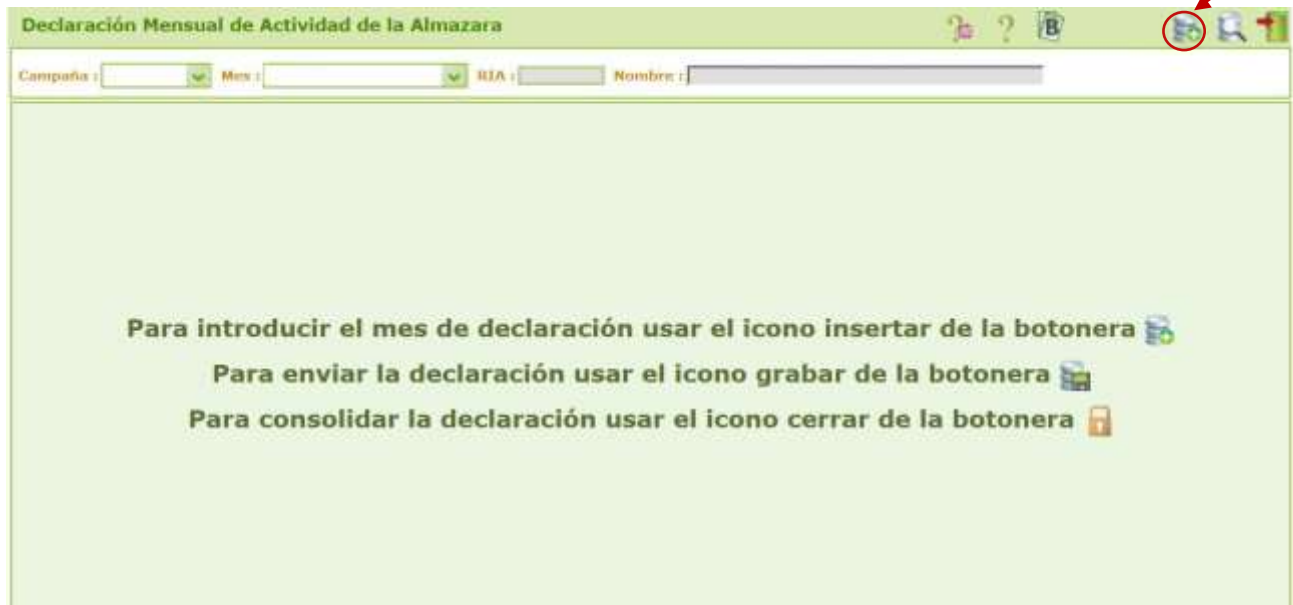 Declaración Mensual de Actividad de la Almazara
Campaña : Mes : RIA : Nombre :
Para introducir el mes de declaración usar el icono insertar de la botonera
Para enviar la declaración usar el icono grabar de la botonera
Para consolidar la declaración usar el icono cerrar de la botonera